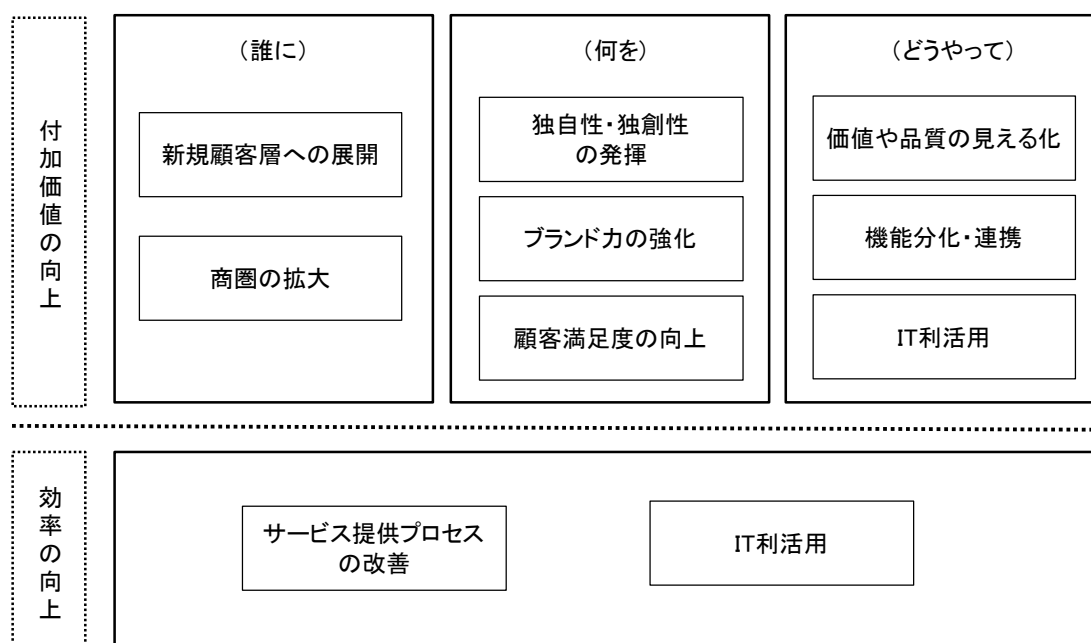 付加価値の向上
（誰に）
新規顧客層への展開
商圏の拡大
（何を）
独自性・独創性
の発揮
ブランド力の強化
顧客満足度の向上
（どうやって）
価値や品質の見える化
機能分化・連携
IT利活用
効率の向上
サービス提供プロセス
の改善
IT利活用